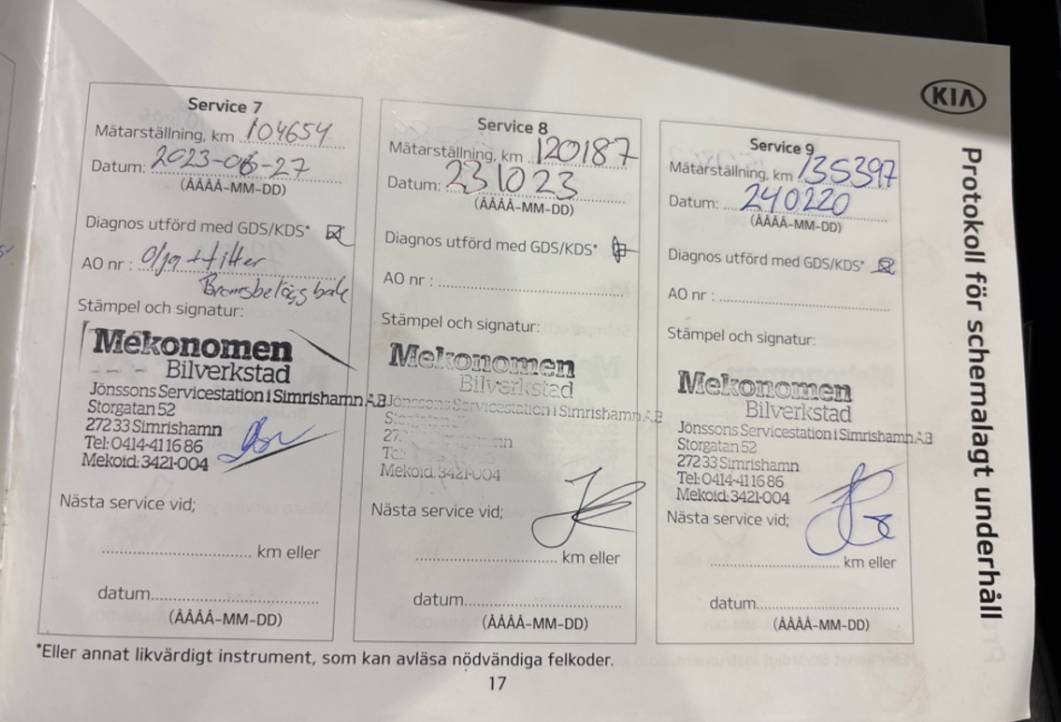 KIA
Protokoll för schemalagt underhåll
Service 7
Mätarställning, km 104654
Datum: 2023-06-27
(ÅÅÅÅ-MM-DD)
Diagnos utförd med GDS/KDS*
AO nr : Olja + filter
Bromsbelägg bak
Stämpel och signatur:
Mekonomen
Bilverkstad
Jönssons Servicestation i Simrishamn AB
Storgatan 52
272 33 Simrishamn
Tel: 0414-41 16 86
Mekoid: 3421-004
Nästa service vid;
km eller
datum
(ÅÅÅÅ-MM-DD)
Service 8
Mätarställning, km 120187
Datum: 231023
(ÅÅÅÅ-MM-DD)
Diagnos utförd med GDS/KDS*
AO nr :
Stämpel och signatur:
Mekonomen
Bilverkstad
Jönssons Servicestation i Simrishamn AB
Mekoid: 3421-004
Nästa service vid;
km eller
datum
(ÅÅÅÅ-MM-DD)
Service 9
Mätarställning, km 135397
Datum: 240220
(ÅÅÅÅ-MM-DD)
Diagnos utförd med GDS/KDS*
AO nr :
Stämpel och signatur:
Mekonomen
Bilverkstad
Jönssons Servicestation i Simrishamn AB
Storgatan 52
272 33 Simrishamn
Tel: 0414-41 16 86
Mekoid: 3421-004
Nästa service vid;
km eller
datum
(ÅÅÅÅ-MM-DD)
*Eller annat likvärdigt instrument, som kan avläsa nödvändiga felkoder.
17